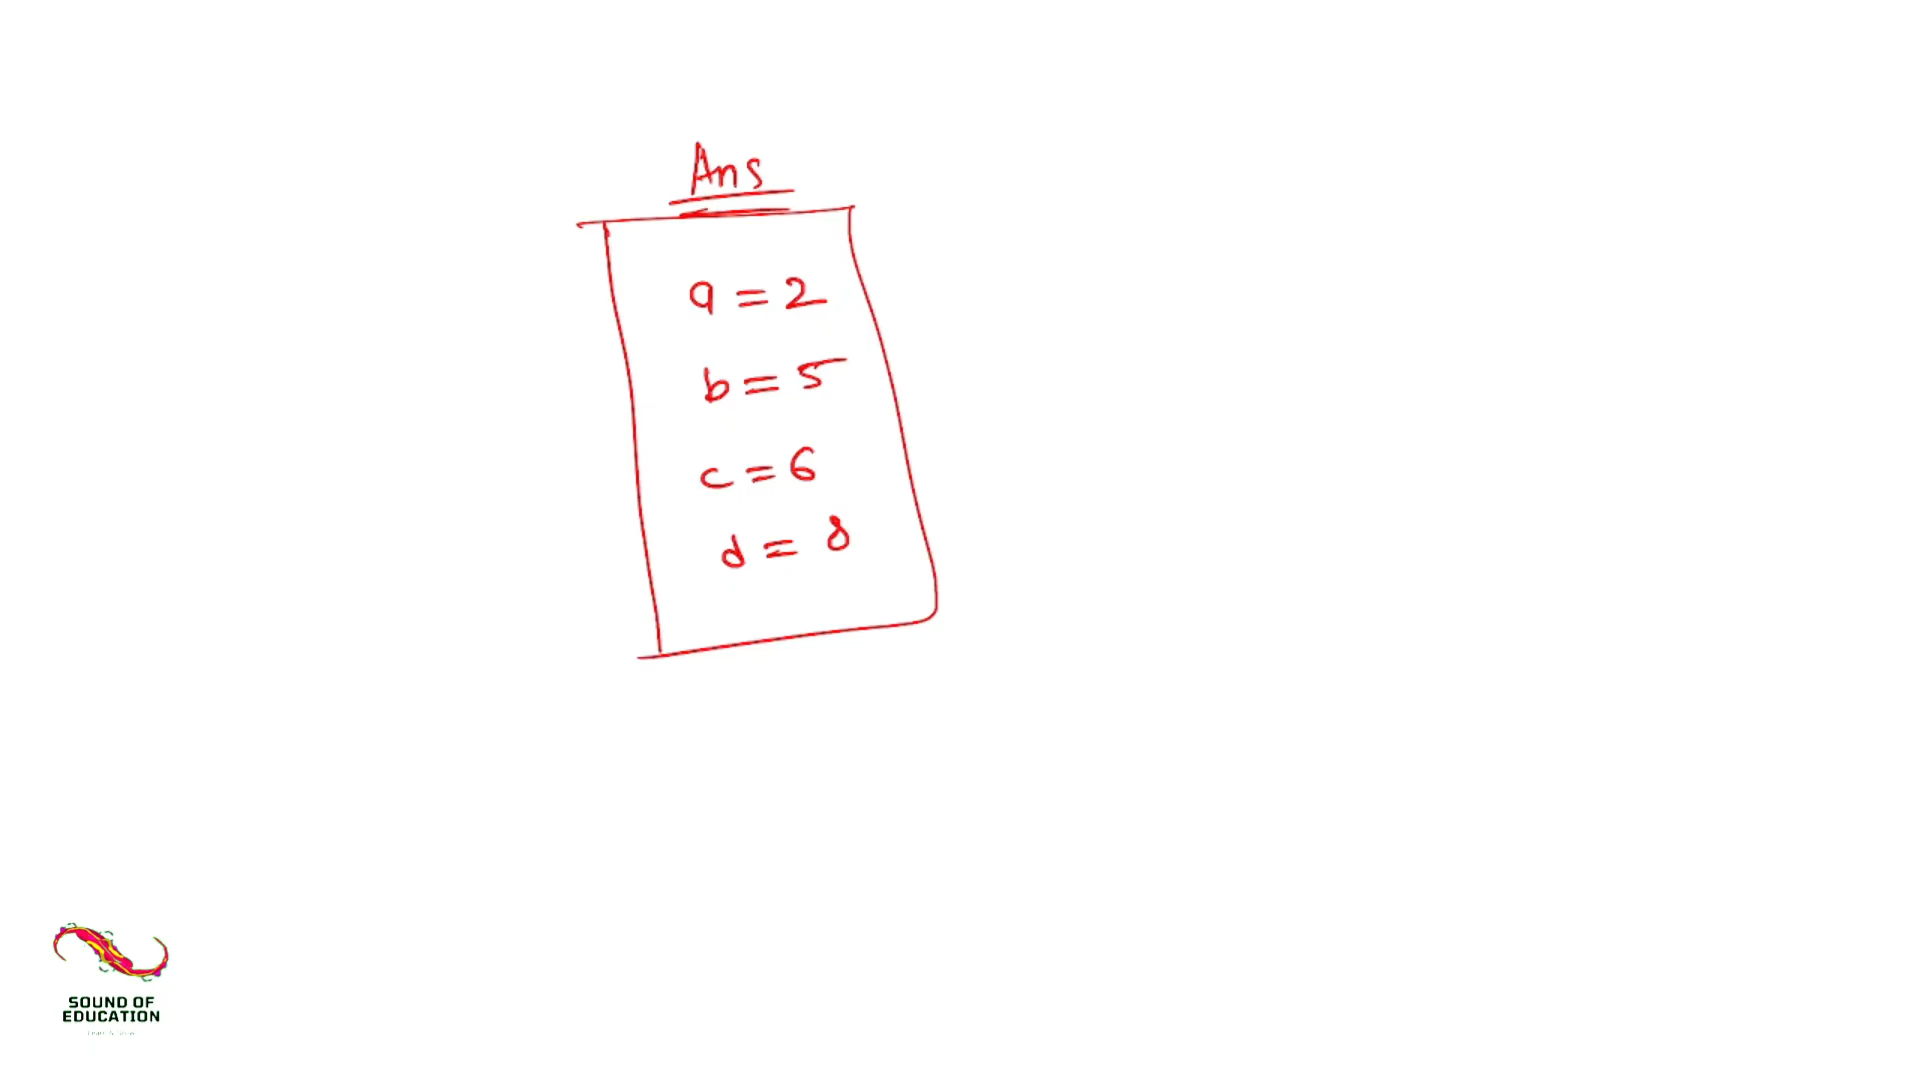 Ans
a = 2
b = 5
c = 6
d = 8
SOUND OF
EDUCATION